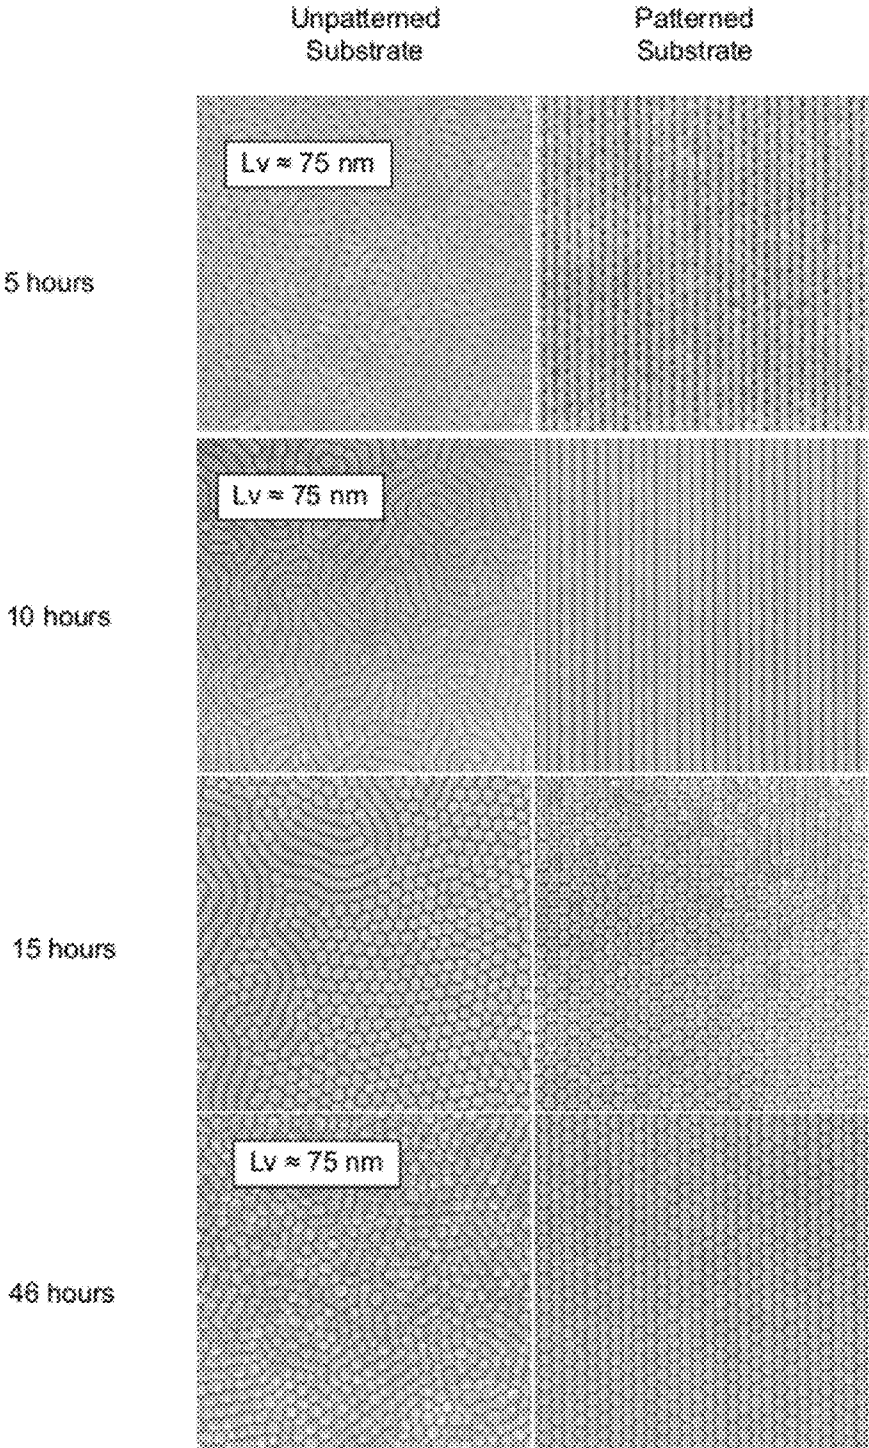 Unpatterned
Substrate
Patterned
Substrate
Lv ≈ 75 nm
5 hours
Lv ≈ 75 nm
10 hours
15 hours
Lv ≈ 75 nm
46 hours